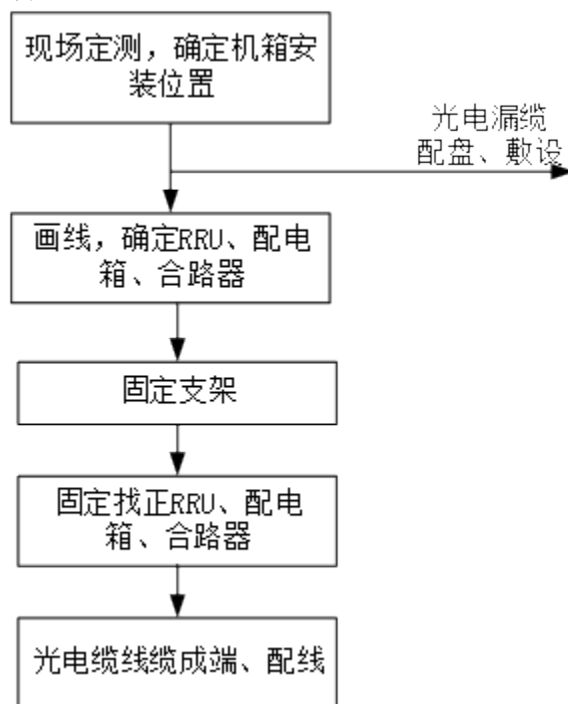 现场定测，确定机箱安
装位置
光电漏缆
配盘、敷设
画线，确定RRU、配电
箱、合路器
固定支架
固定找正RRU、配电
箱、合路器
光电缆线缆成端、配线